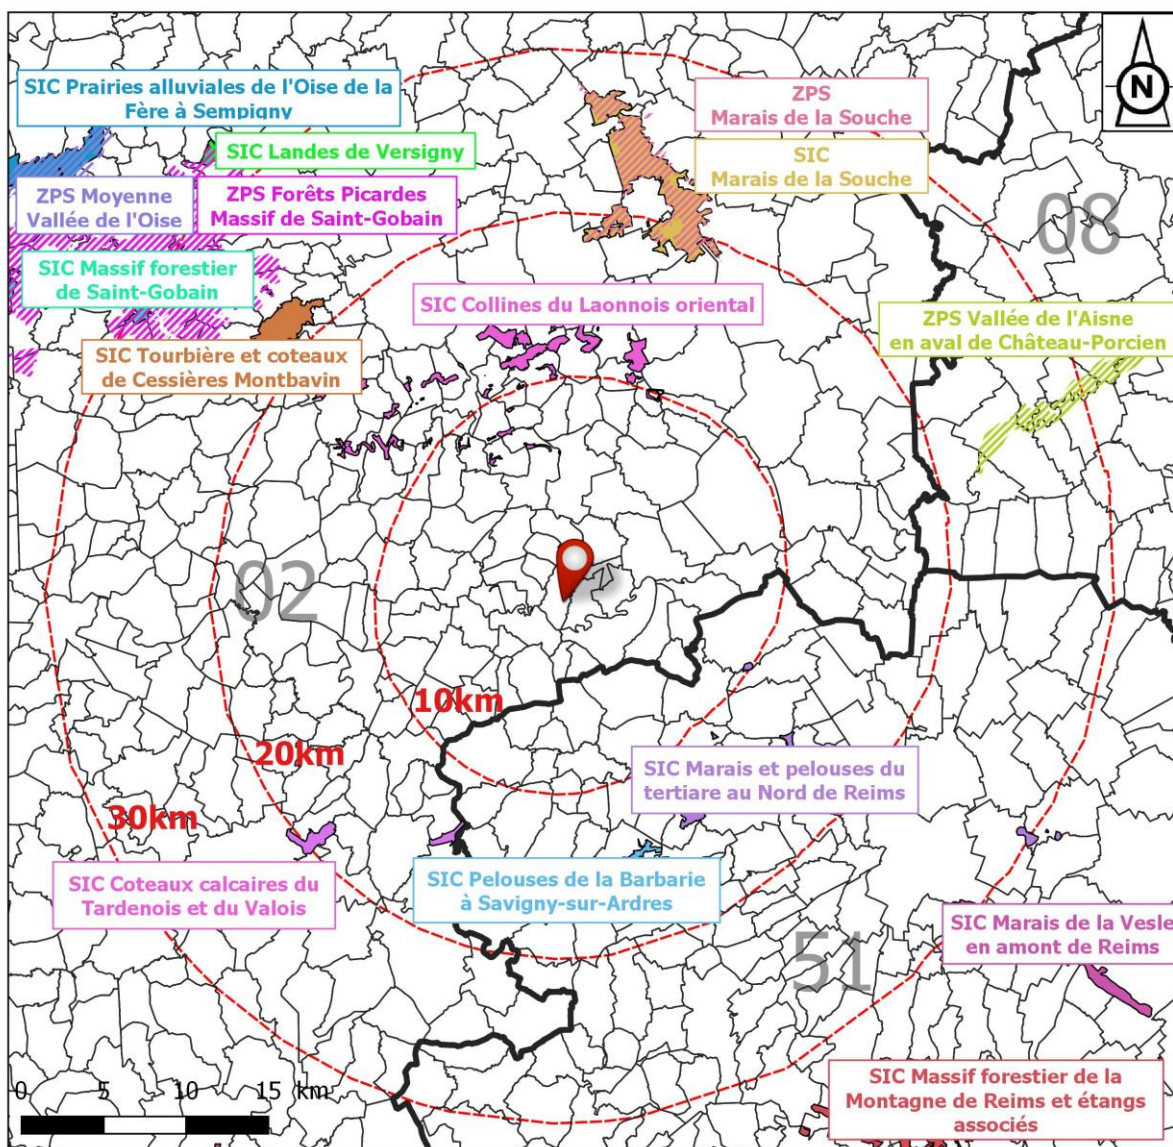 N
SIC Prairies alluviales de l'Oise de la
Fère à Sempigny
ZPS
Marais de la Souche
SIC Landes de Versigny
SIC
Marais de la Souche
ZPS Moyenne
Vallée de l'Oise
ZPS Forêts Picardes
Massif de Saint-Gobain
08
SIC Massif forestier
de Saint-Gobain
SIC Collines du Laonnois oriental
ZPS Vallée de l'Aisne
en aval de Château-Porcien
SIC Tourbière et coteaux
de Cessières Montbavin
02
10km
20km
30km
SIC Marais et pelouses du
tertiaire au Nord de Reims
SIC Coteaux calcaires du
Tardenois et du Valois
SIC Pelouses de la Barbarie
à Savigny-sur-Ardres
SIC Marais de la Vesle
en amont de Reims
51
SIC Massif forestier de la
Montagne de Reims et étangs
associés
0 5 10 15 km